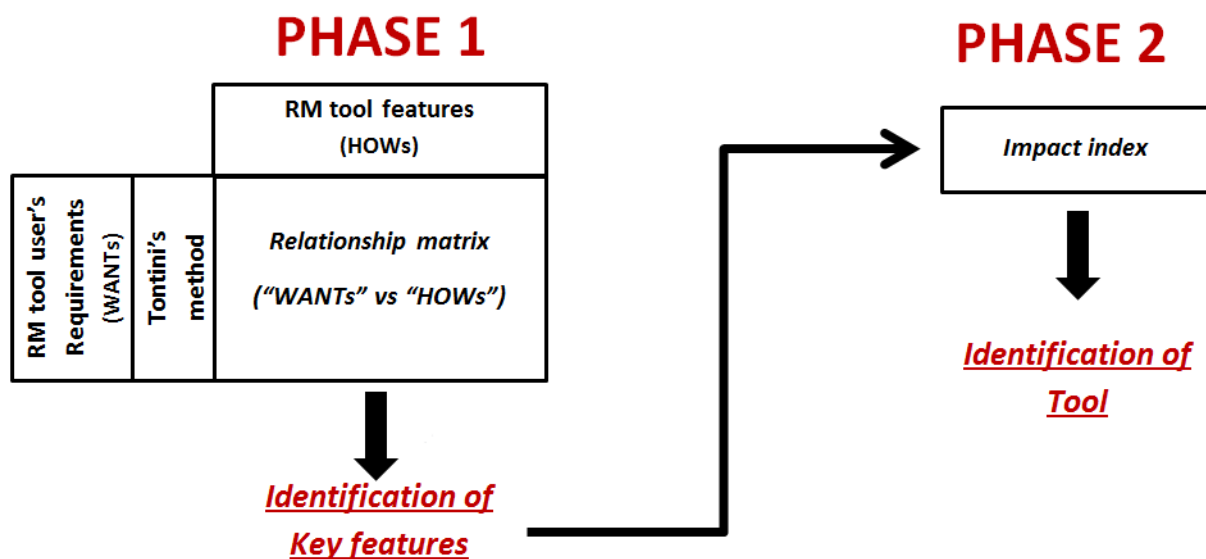 PHASE 1
PHASE 2
RM tool features
(HOWs)
Impact index
RM tool user's
Requirements
(WANTs)
Tontini's
method
Relationship matrix
("WANTs" vs "HOWs")
Identification of
Tool
Identification of
Key features